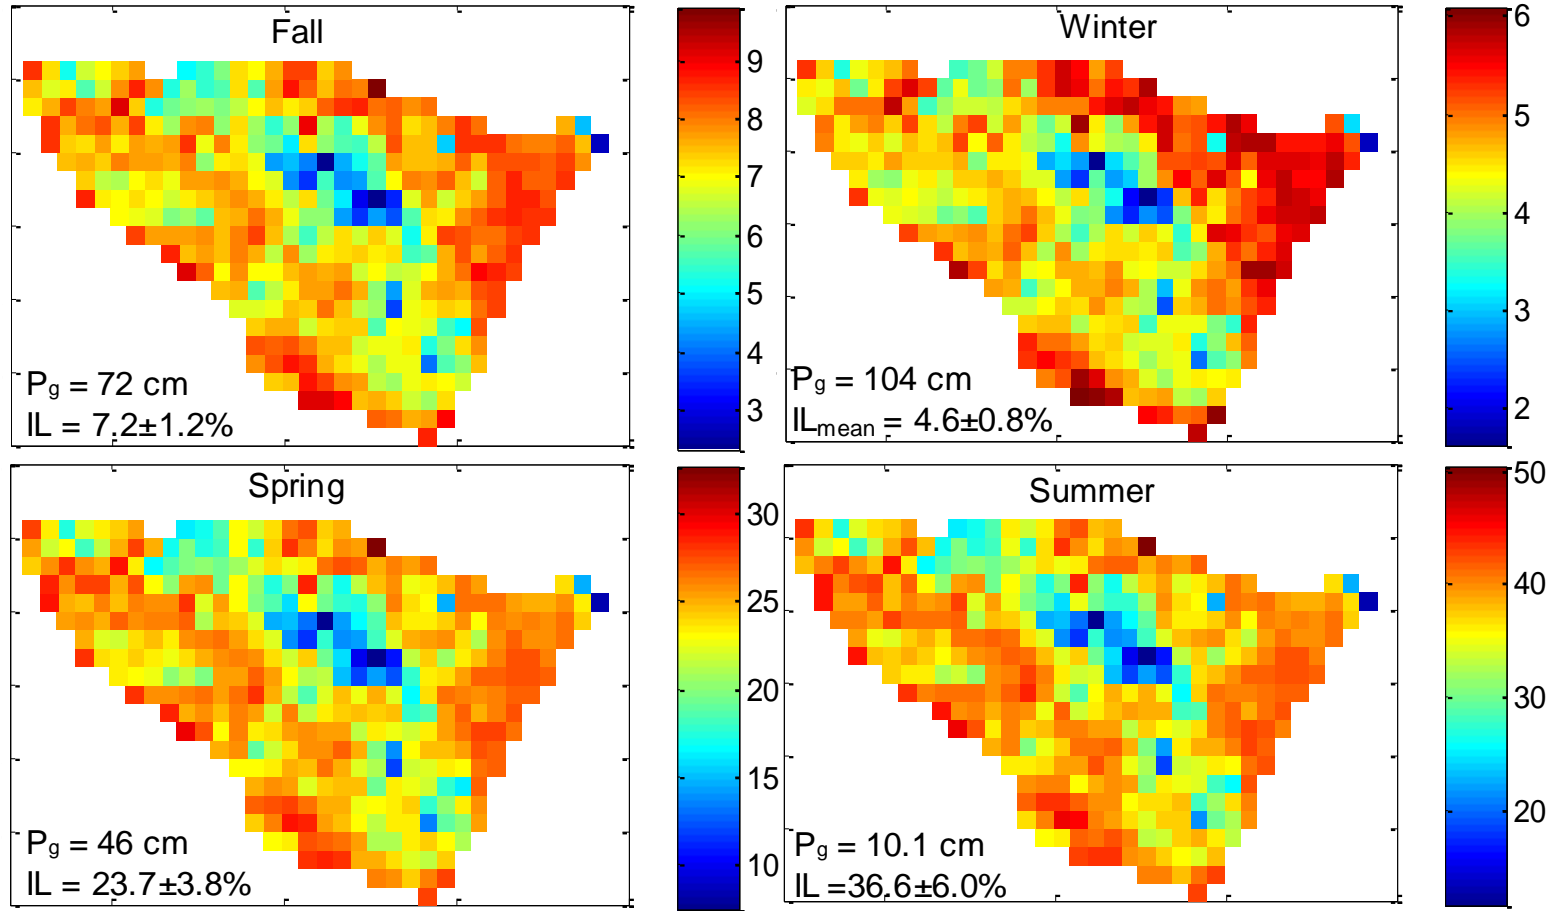 Fall
9
8
7
6
5
4
3
Pg = 72 cm
IL = 7.2±1.2%
Winter
6
5
4
3
2
Pg = 104 cm
ILmean = 4.6±0.8%
Spring
30
25
20
15
10
Pg = 46 cm
IL = 23.7±3.8%
Summer
50
40
30
20
Pg = 10.1 cm
IL =36.6±6.0%